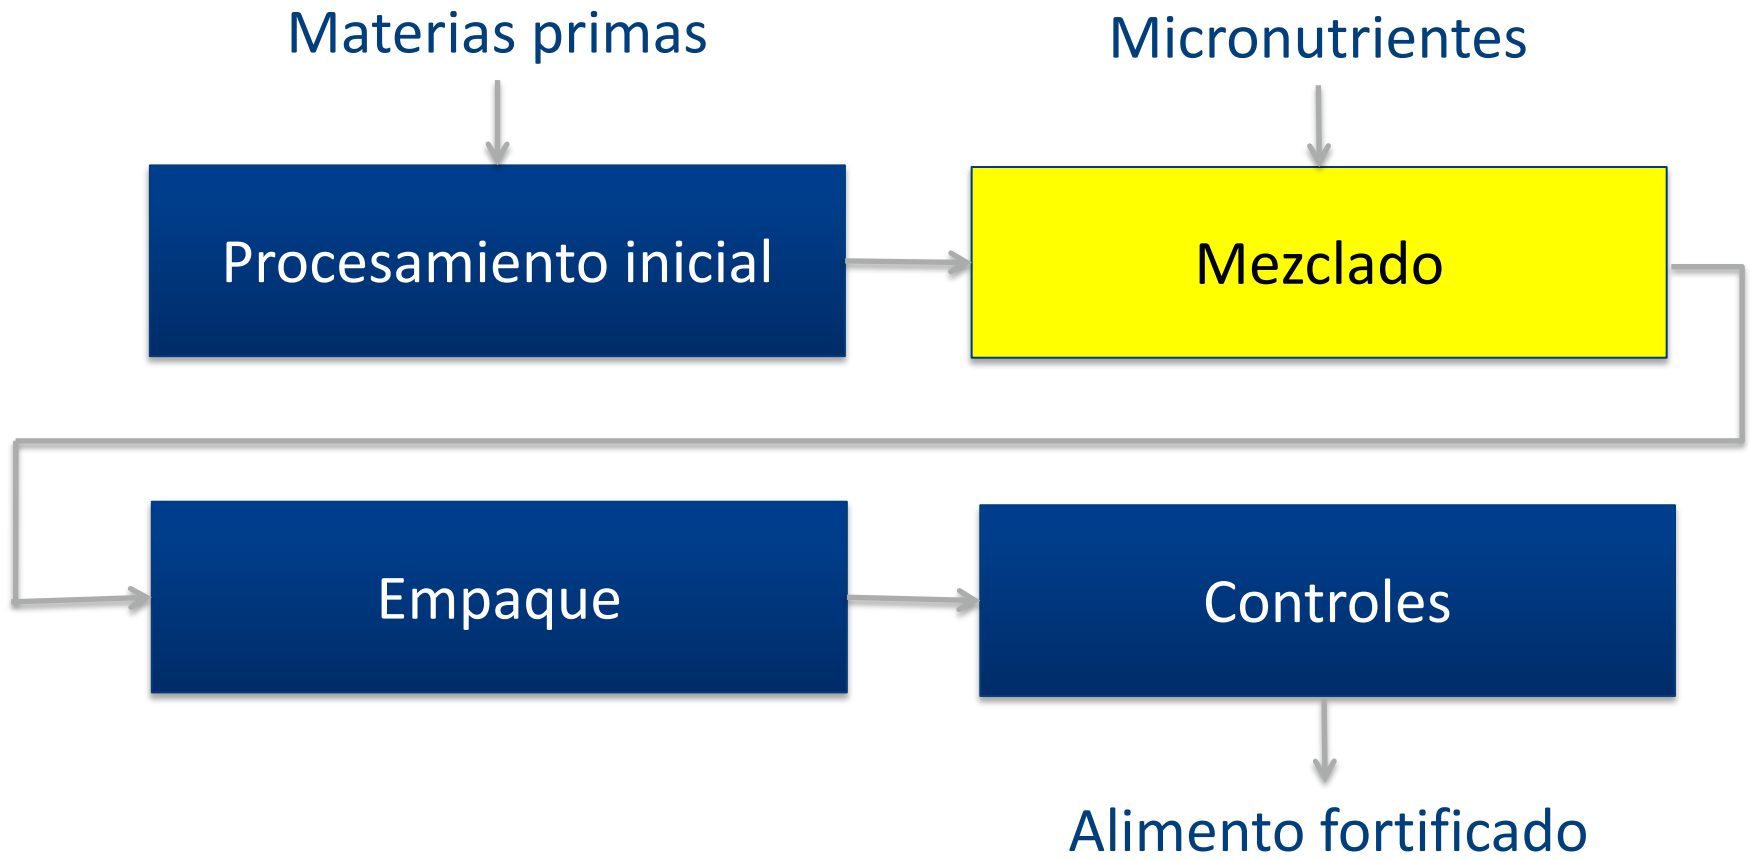 Materias primas
Micronutrientes
Procesamiento inicial
Mezclado
Empaque
Controles
Alimento fortificado